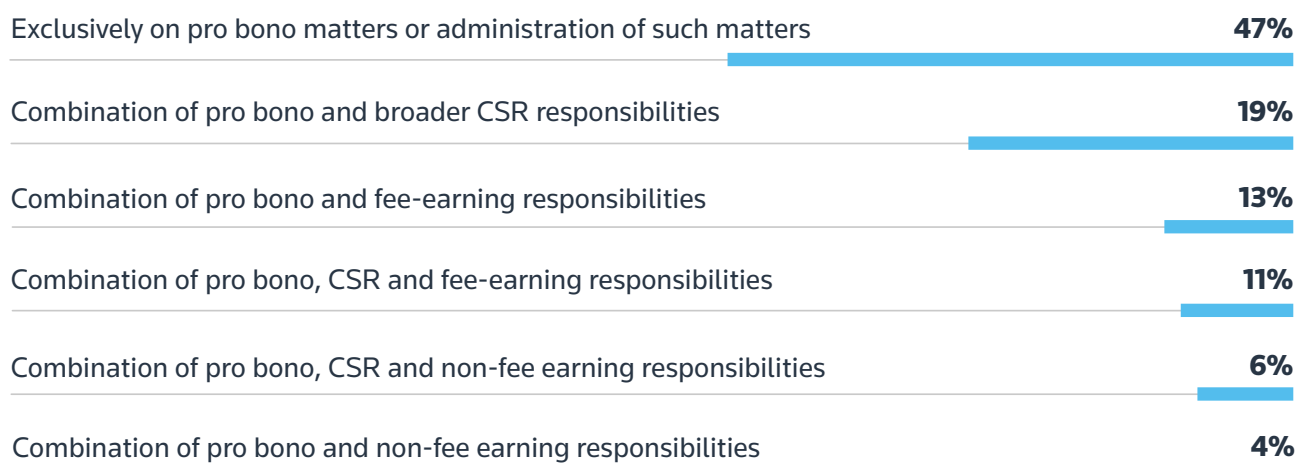 Exclusively on pro bono matters or administration of such matters 47%
Combination of pro bono and broader CSR responsibilities 19%
Combination of pro bono and fee-earning responsibilities 13%
Combination of pro bono, CSR and fee-earning responsibilities 11%
Combination of pro bono, CSR and non-fee earning responsibilities 6%
Combination of pro bono and non-fee earning responsibilities 4%